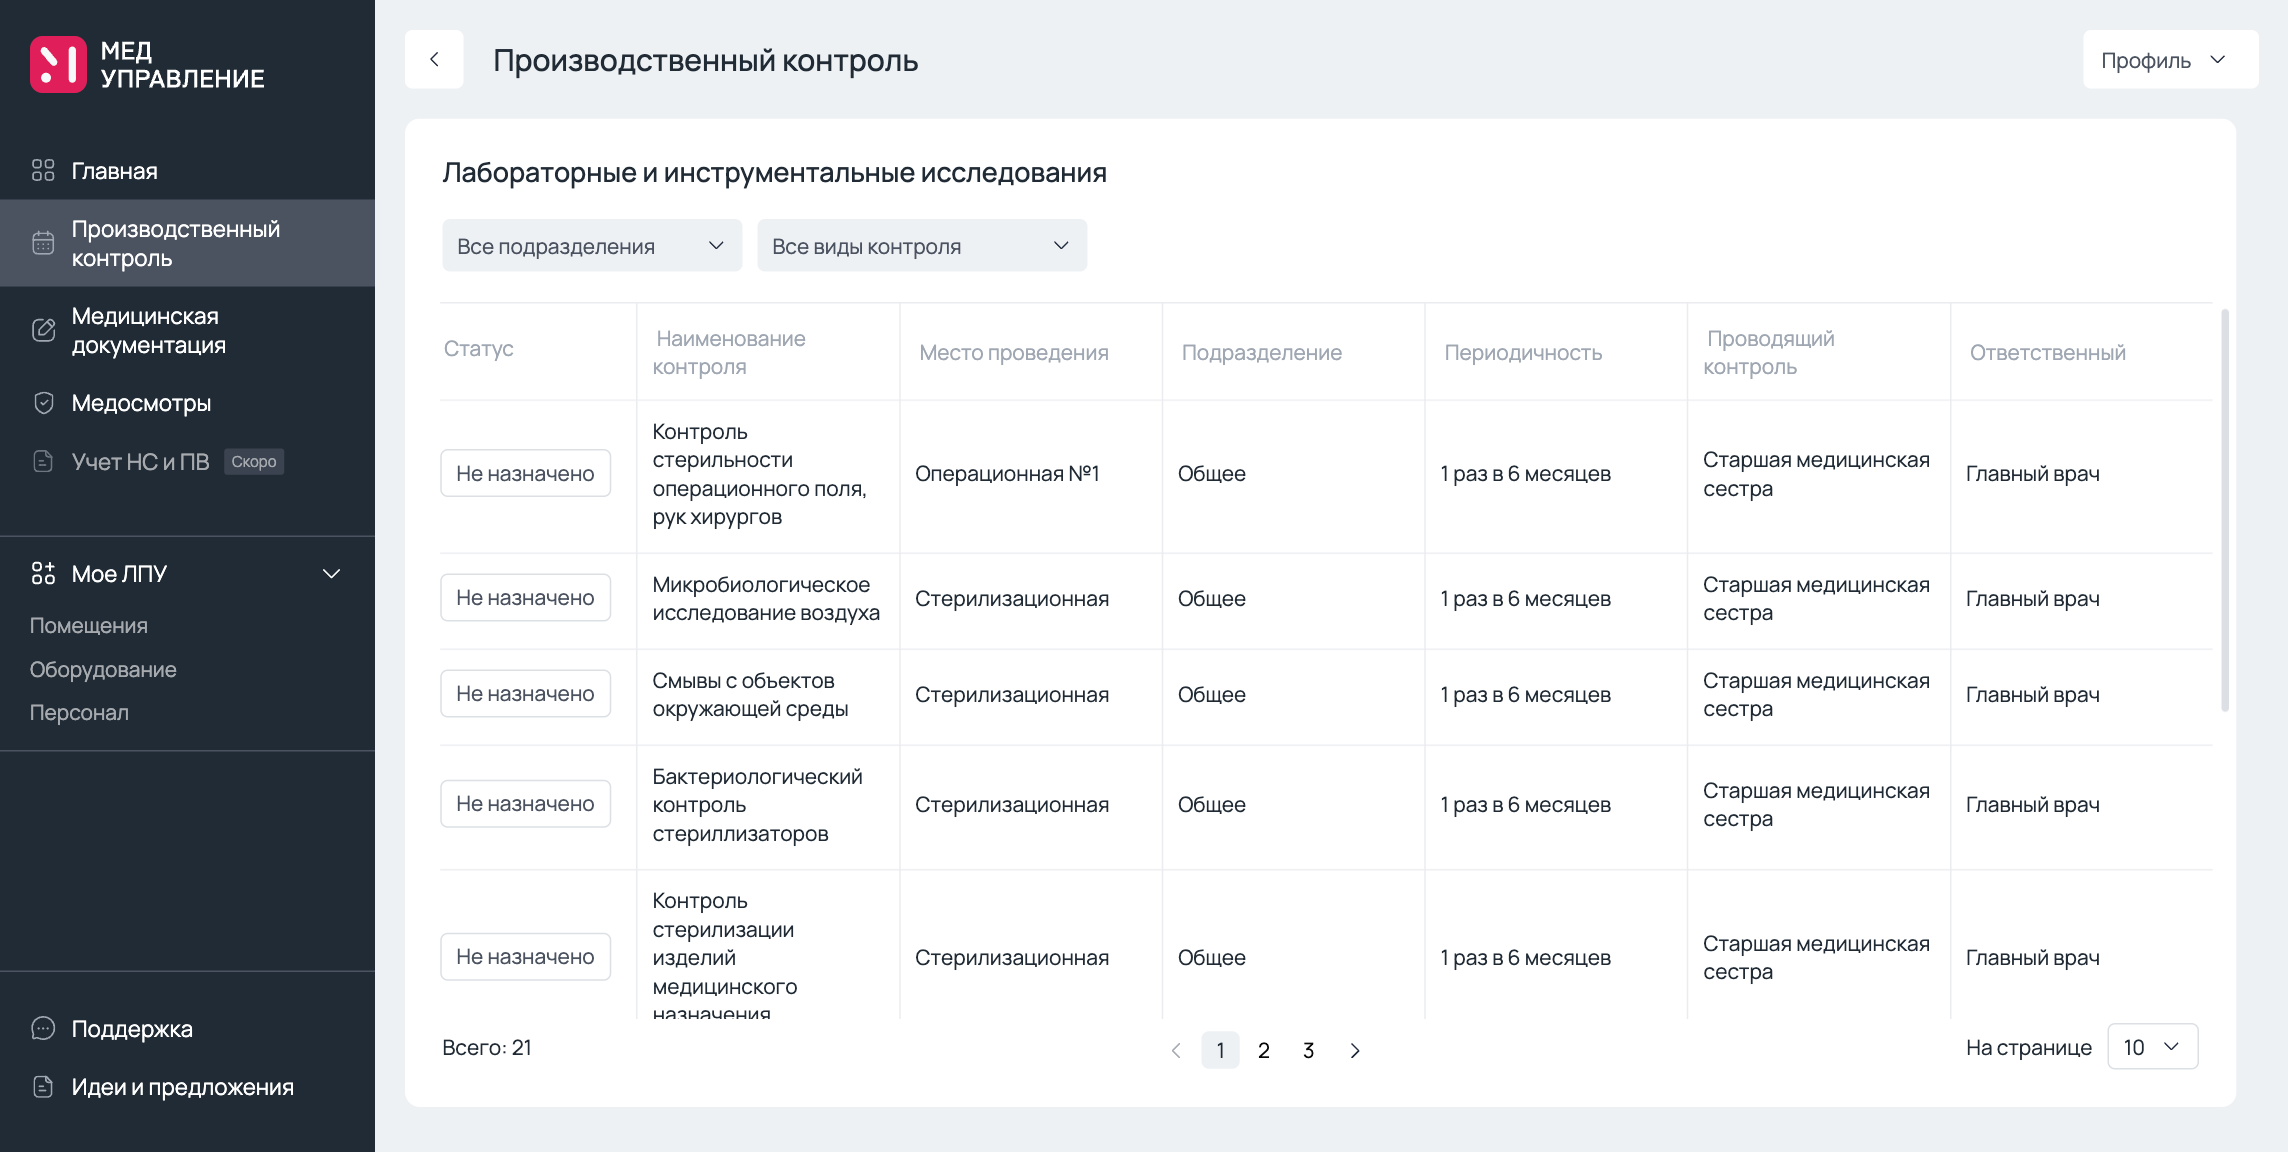 МЕД
УПРАВЛЕНИЕ
Главная
Производственный
контроль
Медицинская
документация
Медосмотры
Учет НС и ПВ Скоро
Мое ЛПУ
Помещения
Оборудование
Персонал
Поддержка
Идеи и предложения
Производственный контроль
Профиль
Лабораторные и инструментальные исследования
Все подразделения
Все виды контроля
Статус
Наименование
контроля
Место проведения
Подразделение
Периодичность
Проводящий
контроль
Ответственный
Не назначено
Контроль
стерильности
операционного поля,
рук хирургов
Операционная №1
Общее
1 раз в 6 месяцев
Старшая медицинская
сестра
Главный врач
Не назначено
Микробиологическое
исследование воздуха
Стерилизационная
Общее
1 раз в 6 месяцев
Старшая медицинская
сестра
Главный врач
Не назначено
Смывы с объектов
окружающей среды
Стерилизационная
Общее
1 раз в 6 месяцев
Старшая медицинская
сестра
Главный врач
Не назначено
Бактериологический
контроль
стериллизаторов
Стерилизационная
Общее
1 раз в 6 месяцев
Старшая медицинская
сестра
Главный врач
Не назначено
Контроль
стерилизации
изделий
медицинского
назначения
Стерилизационная
Общее
1 раз в 6 месяцев
Старшая медицинская
сестра
Главный врач
Всего: 21
1 2 3
На странице 10